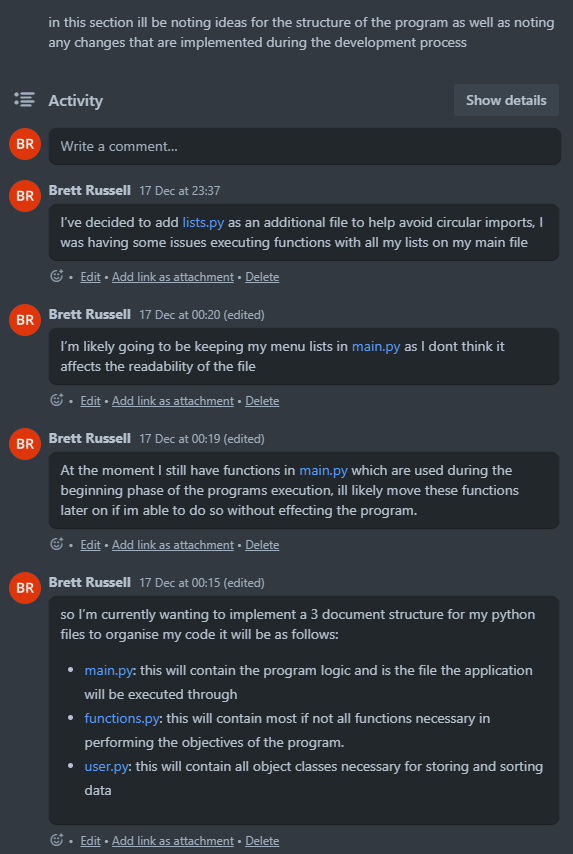 in this section ill be noting ideas for the structure of the program as well as noting
any changes that are implemented during the development process
Activity
Show details
BR
Write a comment...
BR
Brett Russell 17 Dec at 23:37
I've decided to add lists.py as an additional file to help avoid circular imports, I
was having some issues executing functions with all my lists on my main file
• Edit • Add link as attachment • Delete
BR
Brett Russell 17 Dec at 00:20 (edited)
I'm likely going to be keeping my menu lists in main.py as I dont think it
affects the readability of the file
• Edit • Add link as attachment • Delete
BR
Brett Russell 17 Dec at 00:19 (edited)
At the moment I still have functions in main.py which are used during the
beginning phase of the programs execution, ill likely move these functions
later on if im able to do so without effecting the program.
• Edit • Add link as attachment • Delete
BR
Brett Russell 17 Dec at 00:15 (edited)
so I'm currently wanting to implement a 3 document structure for my python
files to organise my code it will be as follows:
• main.py: this will contain the program logic and is the file the application
will be executed through
• functions.py: this will contain most if not all functions necessary in
performing the objectives of the program.
• user.py: this will contain all object classes necessary for storing and sorting
data
• Edit • Add link as attachment • Delete